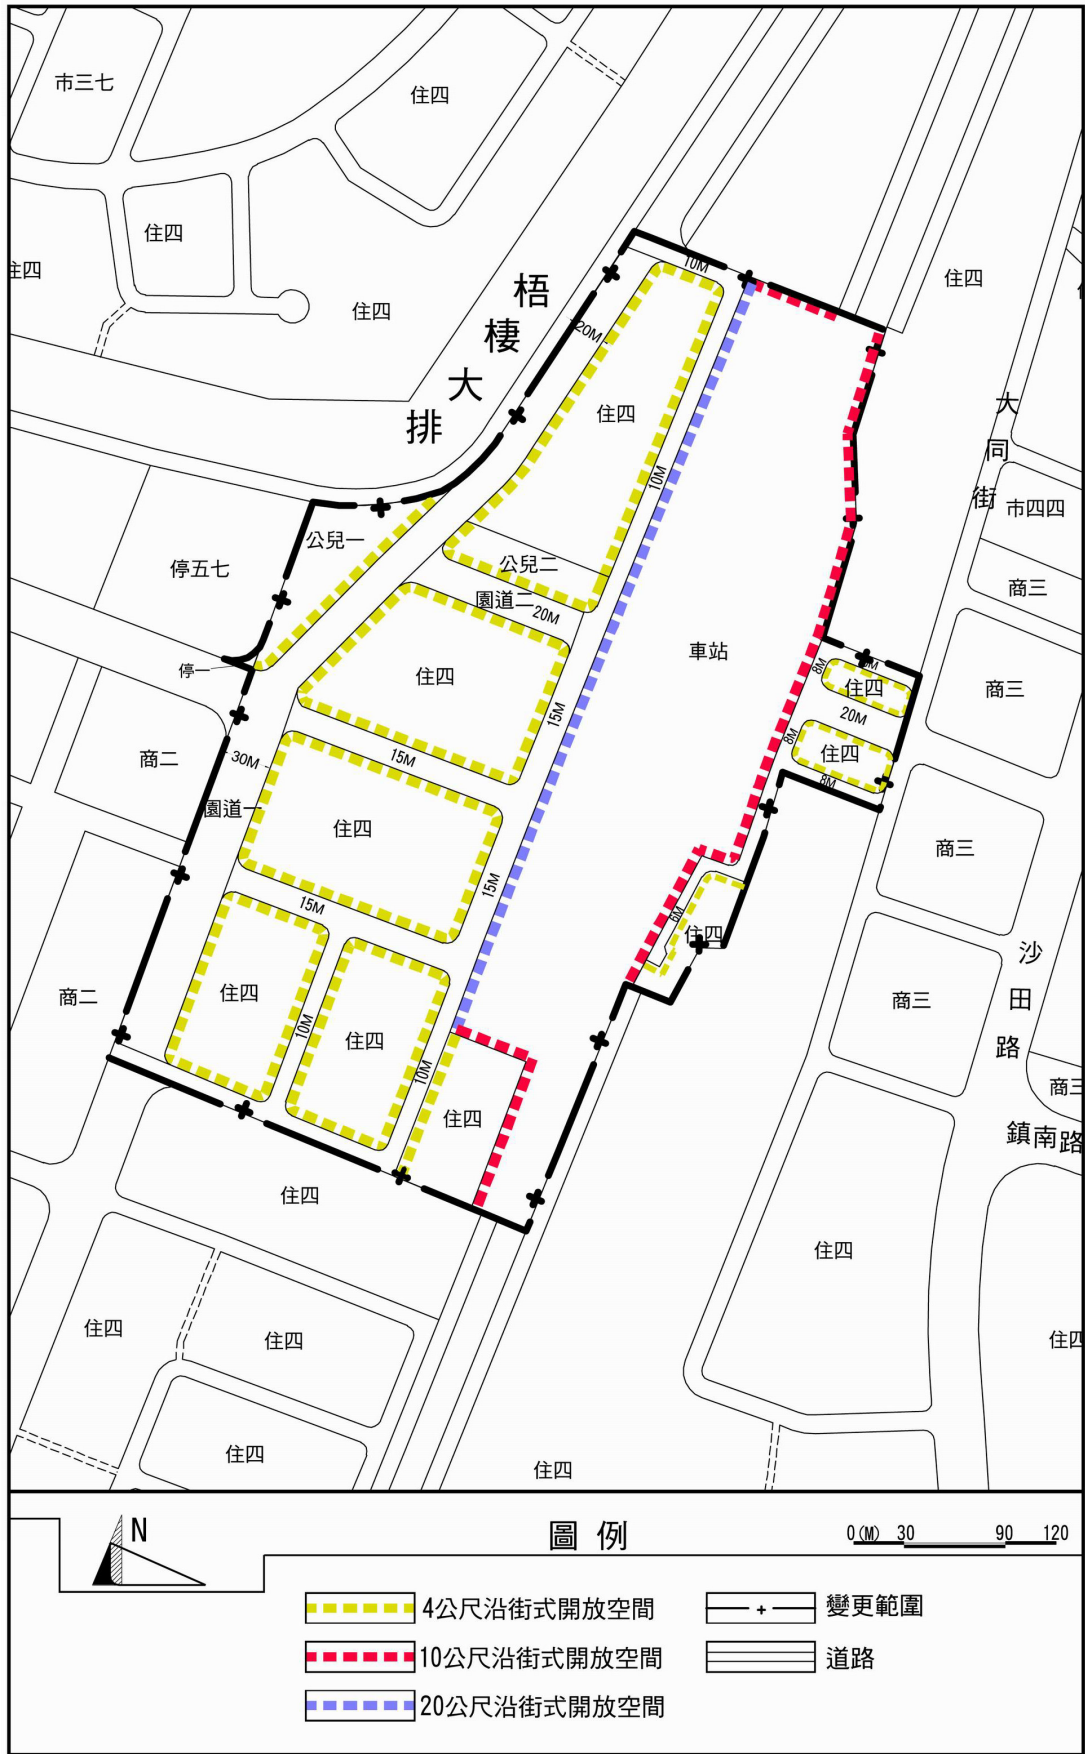 市三七
住四
住四
住四
住四
住四
梧
棲
大
排
10M
20M
住四
10M
大
同
街
市四四
商三
公兒一
停五七
公兒二
園道二
20M
停一
住四
15M
車站
8M
住四
20M
商三
8M
住四
8M
商二
30M
15M
園道一
住四
15M
商三
15M
6M
住四
商二
住四
10M
住四
10M
住四
商三
沙
田
路
商三
鎮南路
住四
住四
住四
住四
住四
住四
住四
N
圖例
0(M) 30 90 120
4公尺沿街式開放空間
變更範圍
10公尺沿街式開放空間
道路
20公尺沿街式開放空間